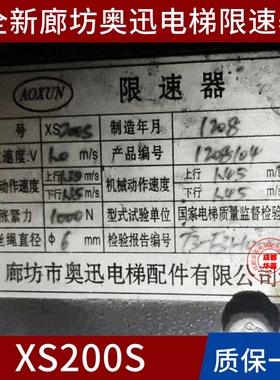 全新廊坊奥迅电梯限速器
AOXUN 限速器
号 XS200S 制造年月 1208
速度:V 1.0 m/s 产品编号 1208104
动作速度 上行 m/s 下行 m/s 机械动作速度 上行 1.45 m/s 下行 1.45 m/s
张紧力 1000 N 型式试验单位 国家电梯质量监督检验
丝绳直径 φ 6 mm 检验报告编号
廊坊市奥迅电梯配件有限公司
成都
XS200S 质保一